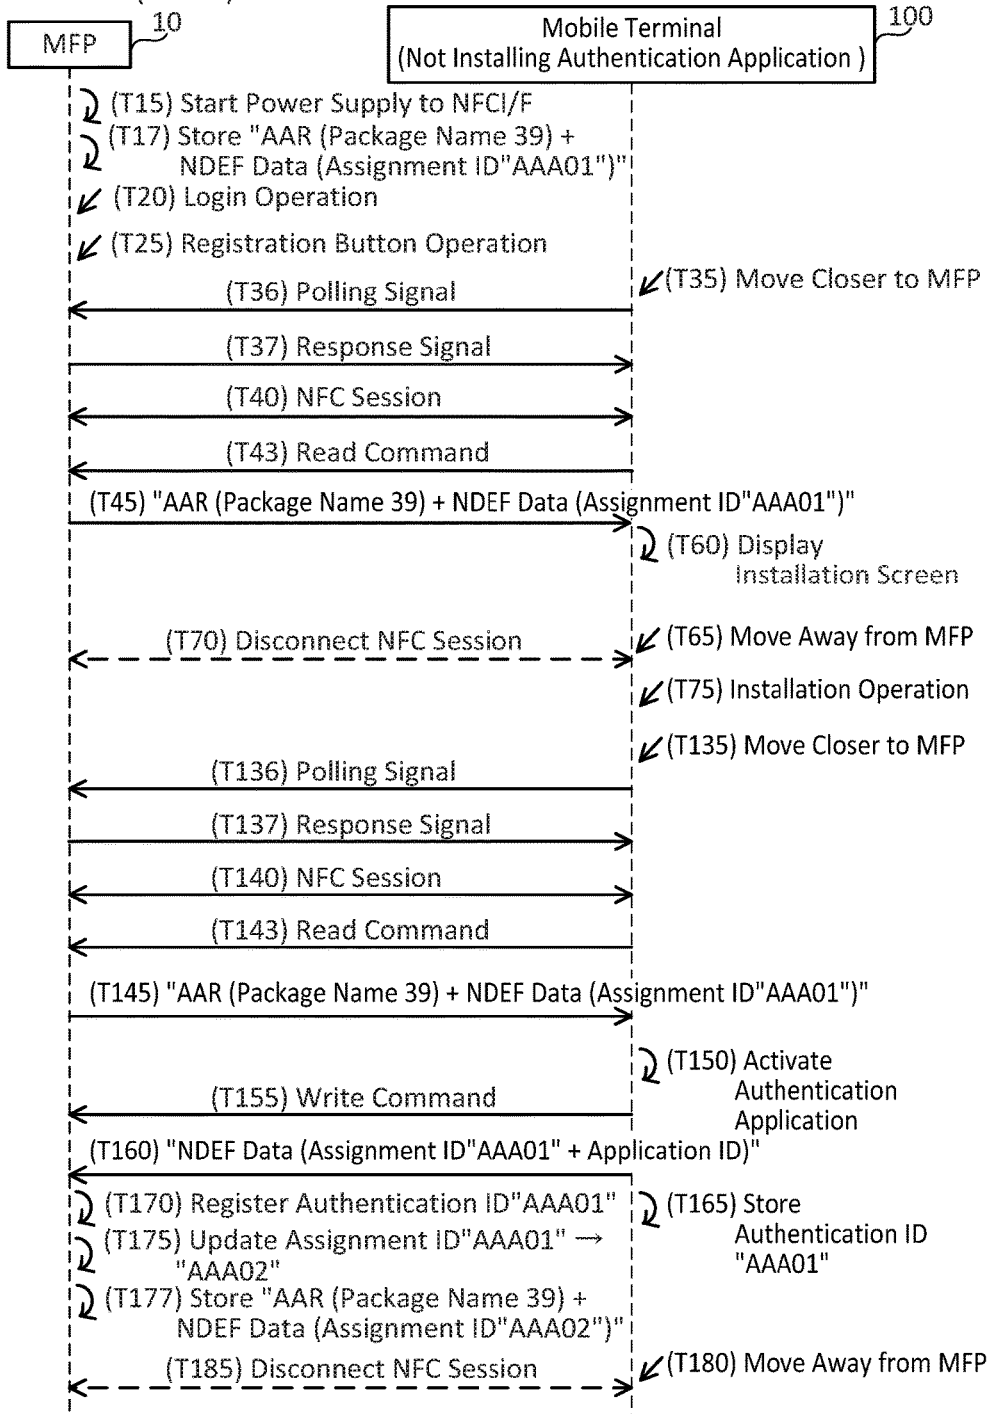 10
MFP
100
Mobile Terminal
(Not Installing Authentication Application )
(T15) Start Power Supply to NFCI/F
(T17) Store "AAR (Package Name 39) +
NDEF Data (Assignment ID"AAA01")"
(T20) Login Operation
(T25) Registration Button Operation
(T35) Move Closer to MFP
(T36) Polling Signal
(T37) Response Signal
(T40) NFC Session
(T43) Read Command
(T45) "AAR (Package Name 39) + NDEF Data (Assignment ID"AAA01")"
(T60) Display
Installation Screen
(T65) Move Away from MFP
(T70) Disconnect NFC Session
(T75) Installation Operation
(T135) Move Closer to MFP
(T136) Polling Signal
(T137) Response Signal
(T140) NFC Session
(T143) Read Command
(T145) "AAR (Package Name 39) + NDEF Data (Assignment ID"AAA01")"
(T150) Activate
Authentication
Application
(T155) Write Command
(T160) "NDEF Data (Assignment ID"AAA01" + Application ID)"
(T170) Register Authentication ID"AAA01"
(T165) Store
Authentication ID
"AAA01"
(T175) Update Assignment ID"AAA01" →
"AAA02"
(T177) Store "AAR (Package Name 39) +
NDEF Data (Assignment ID"AAA02")"
(T180) Move Away from MFP
(T185) Disconnect NFC Session